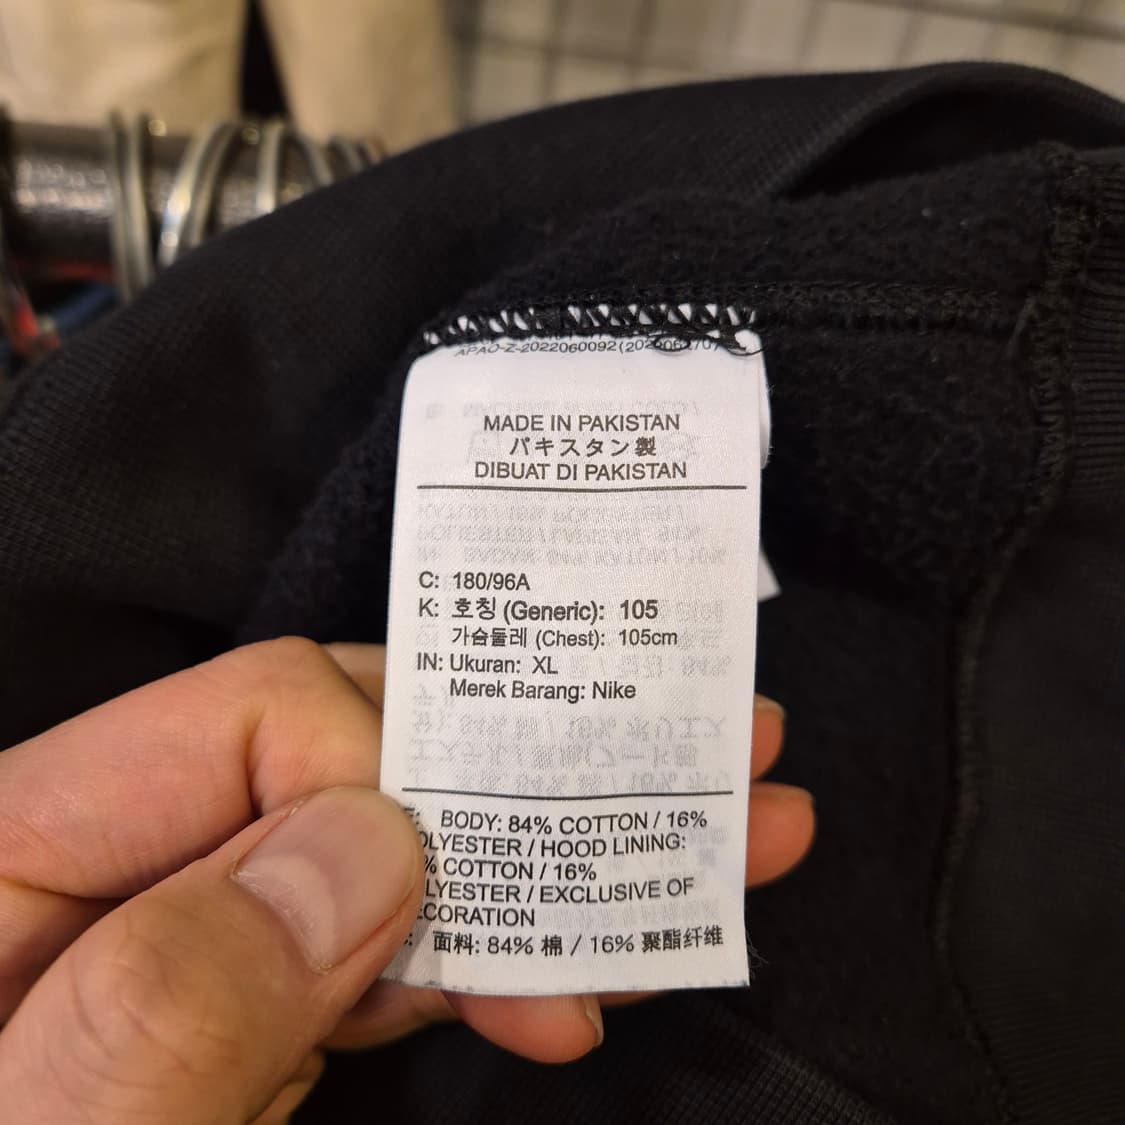 APAO-Z-2022060092
MADE IN PAKISTAN
パキスタン製
DIBUAT DI PAKISTAN
C: 180/96A
K: 호칭 (Generic): 105
가슴둘레 (Chest): 105cm
IN: Ukuran: XL
Merek Barang: Nike
BODY: 84% COTTON / 16%
OLYESTER / HOOD LINING:
% COTTON / 16%
LYESTER / EXCLUSIVE OF
ECORATION
面料: 84% 棉 / 16% 聚酯纤维